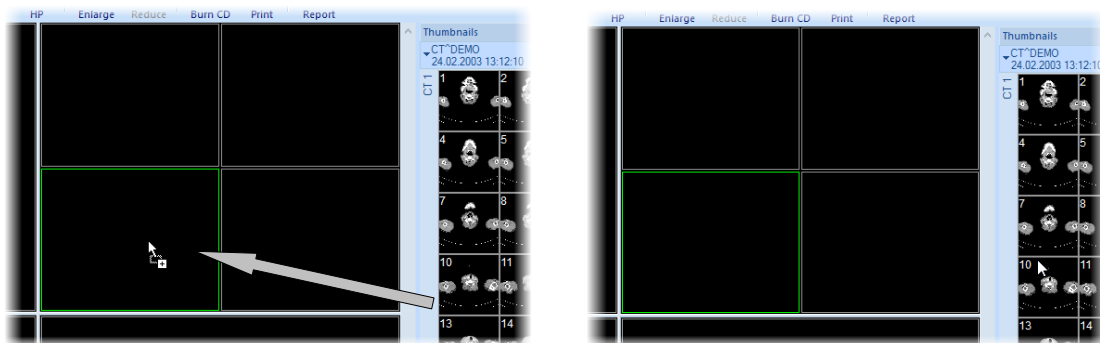 HP Enlarge Reduce Burn CD Print Report
Thumbnails
CT^DEMO
24.02.2003 13:12:10
CT 1
1 2
4 5
7 8
10 11
13 14
HP Enlarge Reduce Burn CD Print Report
Thumbnails
CT^DEMO
24.02.2003 13:12:10
CT 1
1 2
4 5
7 8
10 11
13 14